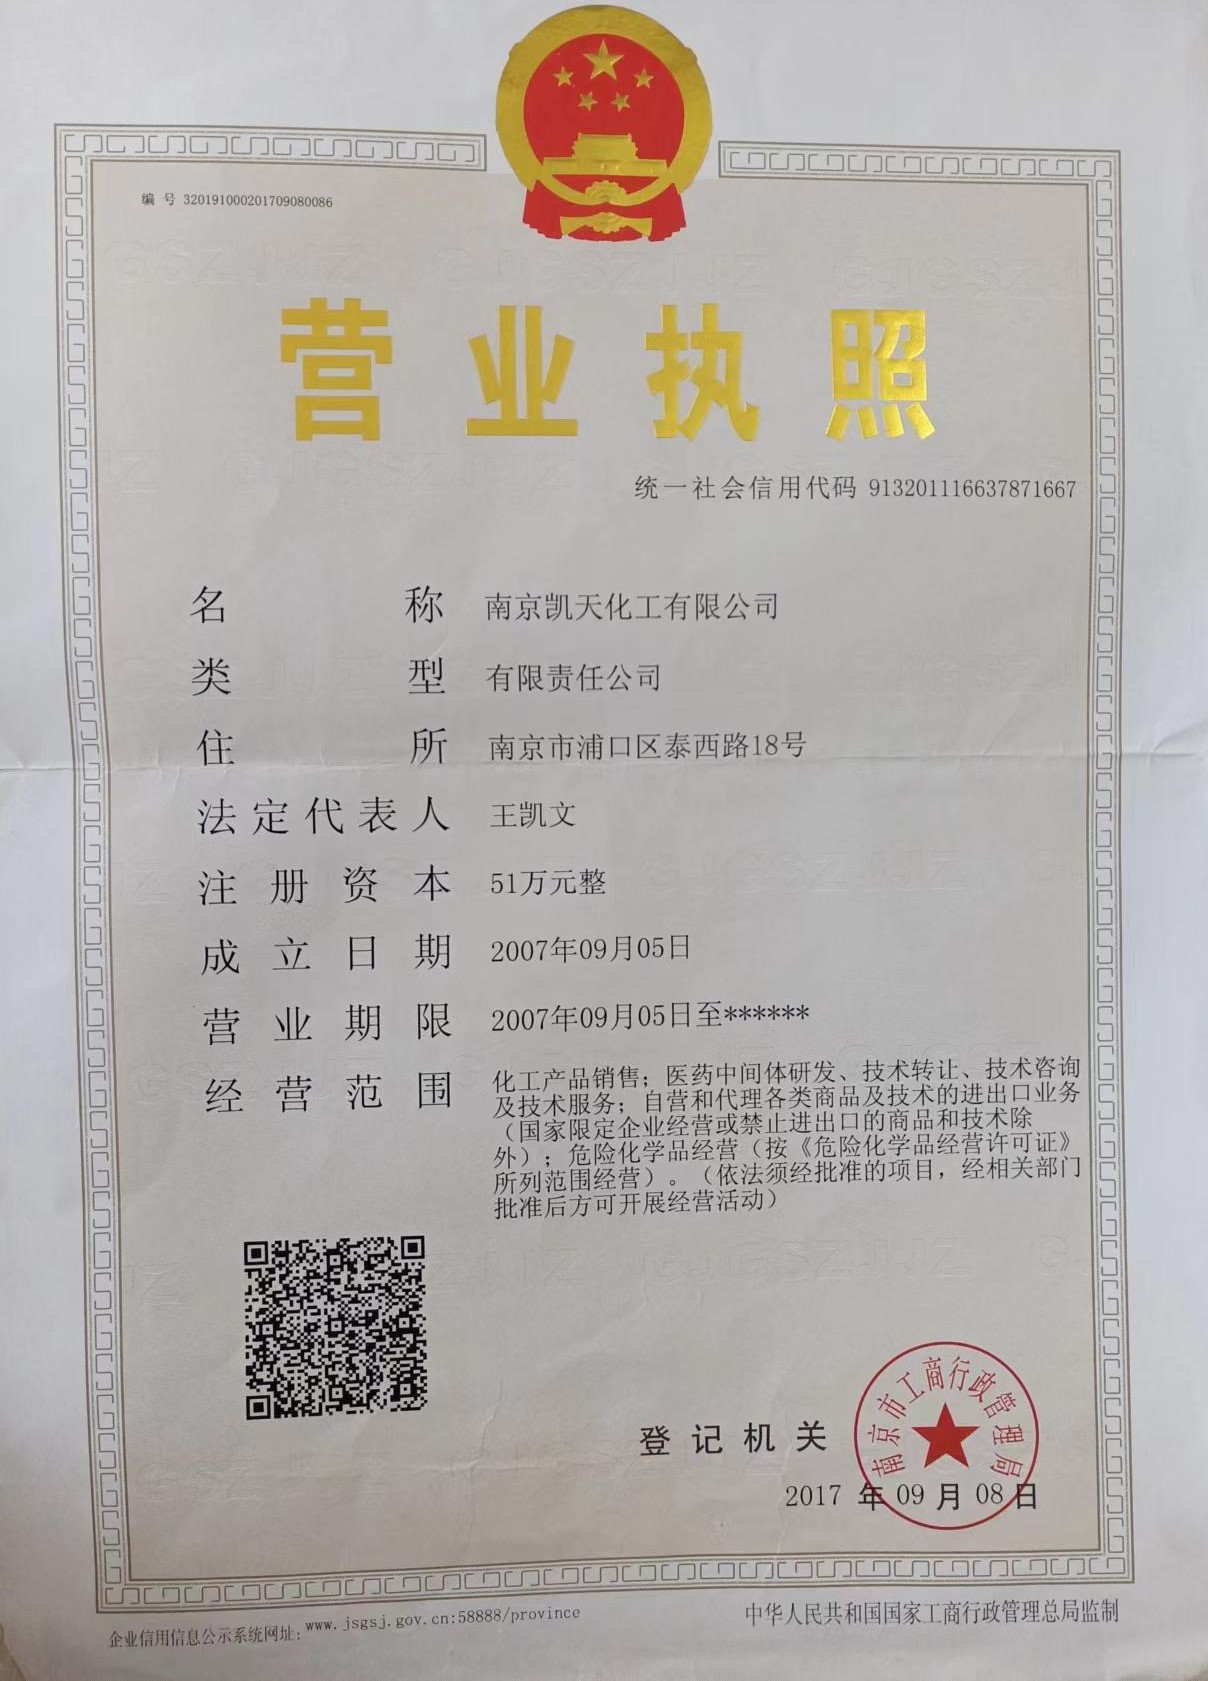 编 号 320191000201709080086
营业执照
统一社会信用代码 913201116637871667
名称 南京凯天化工有限公司
类型 有限责任公司
住所 南京市浦口区泰西路18号
法定代表人 王凯文
注册资本 51万元整
成立日期 2007年09月05日
营业期限 2007年09月05日至******
经营范围 化工产品销售；医药中间体研发、技术转让、技术咨询
及技术服务；自营和代理各类商品及技术的进出口业务
（国家限定企业经营或禁止进出口的商品和技术除
外）；危险化学品经营（按《危险化学品经营许可证》
所列范围经营）。（依法须经批准的项目，经相关部门
批准后方可开展经营活动）
南京市工商行政管理局
登记机关
2017 年 09 月 08 日
企业信用信息公示系统网址: www.jsgsj.gov.cn:58888/province
中华人民共和国国家工商行政管理总局监制